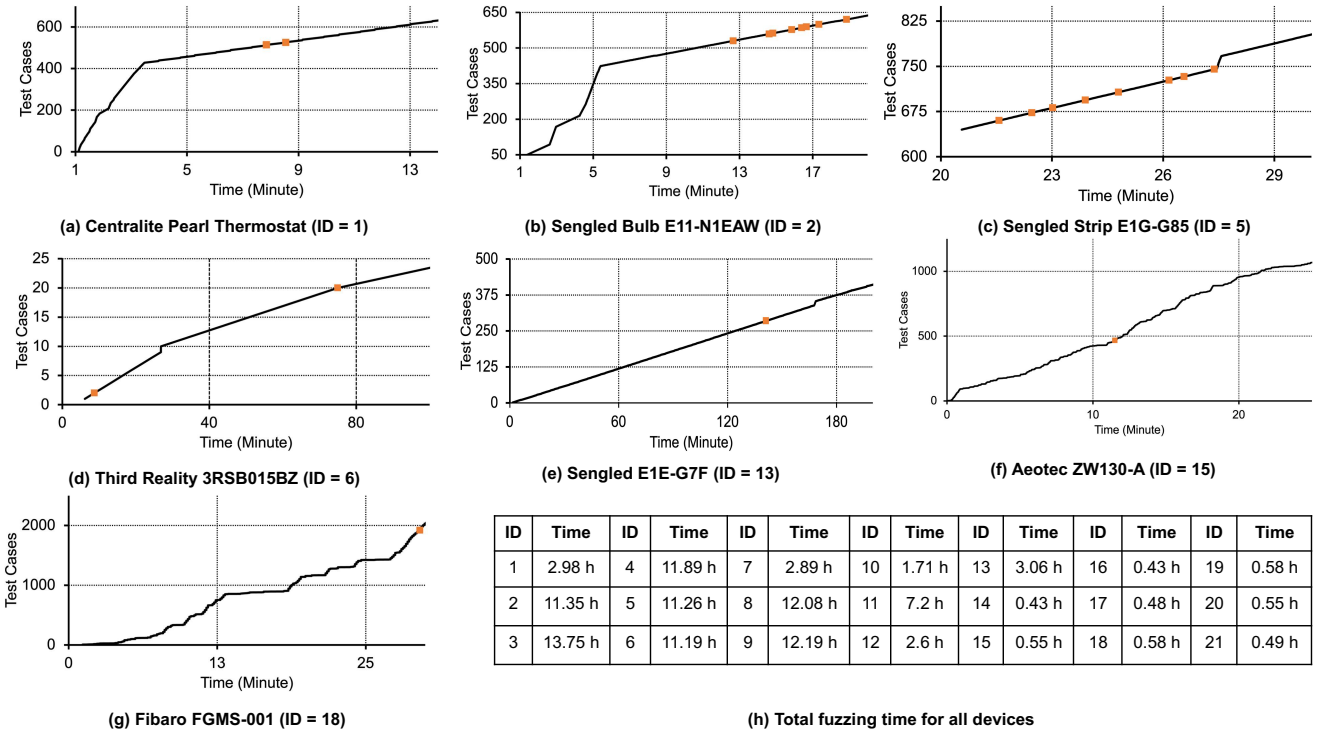 Test Cases
600
400
200
0
1 5 9 13
Time (Minute)
(a) Centralite Pearl Thermostat (ID = 1)
Test Cases
650
500
350
200
50
1 5 9 13 17
Time (Minute)
(b) Sengled Bulb E11-N1EAW (ID = 2)
Test Cases
825
750
675
600
20 23 26 29
Time (Minute)
(c) Sengled Strip E1G-G85 (ID = 5)
Test Cases
25
20
15
10
5
0
0 40 80
Time (Minute)
(d) Third Reality 3RSB015BZ (ID = 6)
Test Cases
500
375
250
125
0
0 60 120 180
Time (Minute)
(e) Sengled E1E-G7F (ID = 13)
Test Cases
1000
500
0
0 10 20
Time (Minute)
(f) Aeotec ZW130-A (ID = 15)
Test Cases
2000
1000
0
0 13 25
Time (Minute)
(g) Fibaro FGMS-001 (ID = 18)
ID Time ID Time ID Time ID Time ID Time ID Time ID Time
1 2.98 h 4 11.89 h 7 2.89 h 10 1.71 h 13 3.06 h 16 0.43 h 19 0.58 h
2 11.35 h 5 11.26 h 8 12.08 h 11 7.2 h 14 0.43 h 17 0.48 h 20 0.55 h
3 13.75 h 6 11.19 h 9 12.19 h 12 2.6 h 15 0.55 h 18 0.58 h 21 0.49 h
(h) Total fuzzing time for all devices